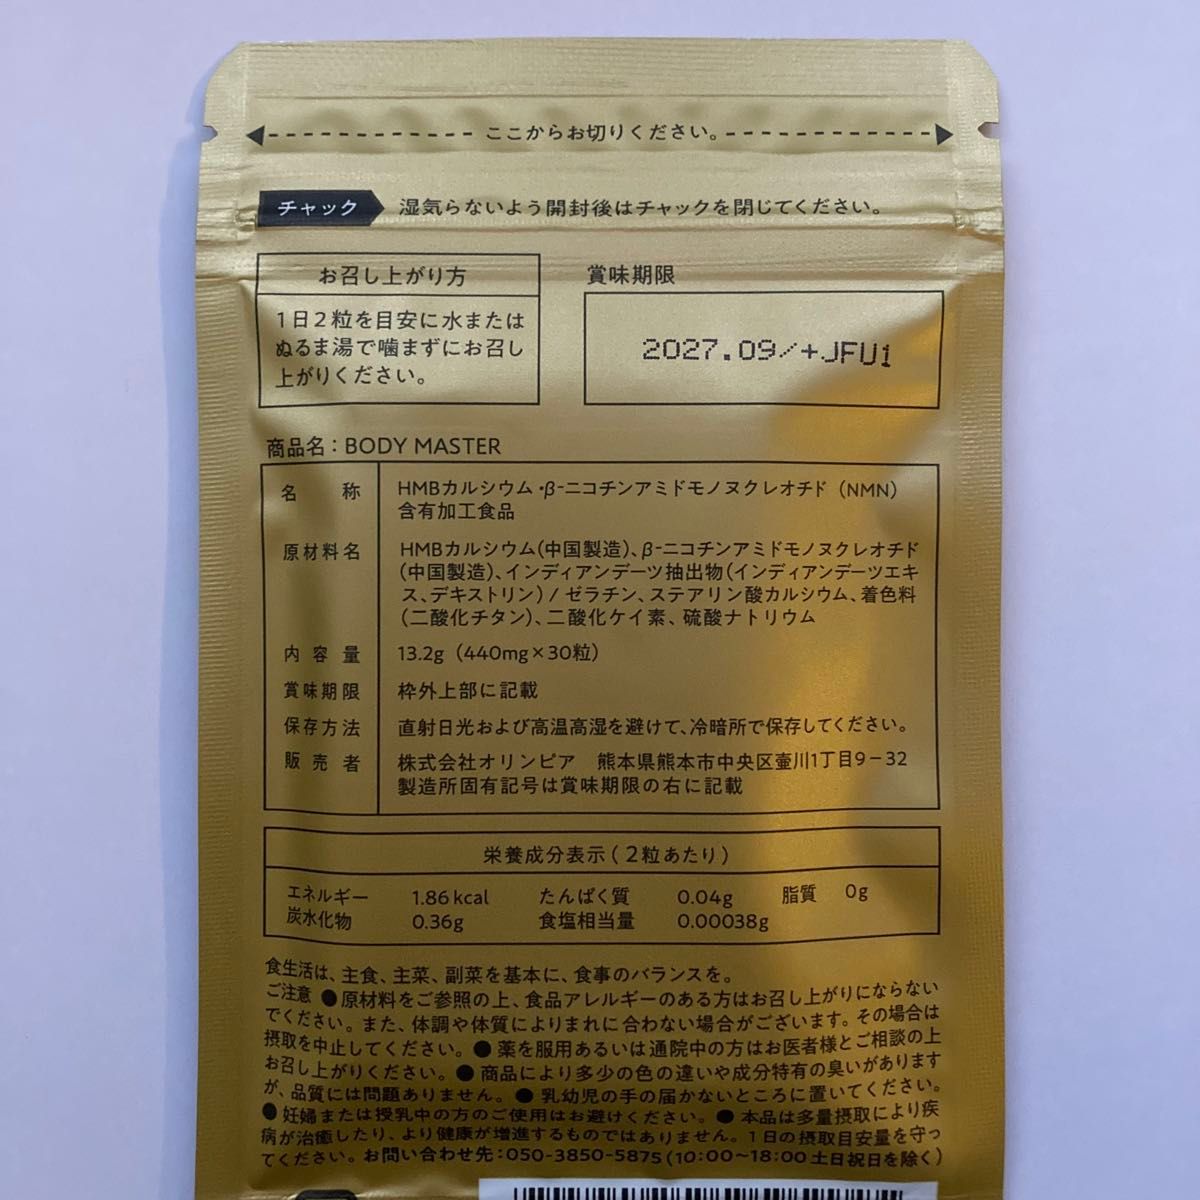 ここからお切りください。
チャック 湿気らないよう開封後はチャックを閉じてください。
お召し上がり方
1日2粒を目安に水または
ぬるま湯で噛まずにお召し
上がりください。
賞味期限
2027.09/+JFU1
商品名：BODY MASTER
名称 HMBカルシウム・β-ニコチンアミドモノヌクレオチド（NMN）
含有加工食品
原材料名 HMBカルシウム（中国製造）、β-ニコチンアミドモノヌクレオチド
（中国製造）、インディアンデーツ抽出物（インディアンデーツエキ
ス、デキストリン）/ ゼラチン、ステアリン酸カルシウム、着色料
（二酸化チタン）、二酸化ケイ素、硫酸ナトリウム
内容量 13.2g（440mg×30粒）
賞味期限 枠外上部に記載
保存方法 直射日光および高温高湿を避けて、冷暗所で保存してください。
販売者 株式会社オリンピア 熊本県熊本市中央区壷川1丁目9−32
製造所固有記号は賞味期限の右に記載
栄養成分表示（2粒あたり）
エネルギー 1.86kcal たんぱく質 0.04g 脂質 0g
炭水化物 0.36g 食塩相当量 0.00038g
食生活は、主食、主菜、副菜を基本に、食事のバランスを。
ご注意 ●原材料をご参照の上、食品アレルギーのある方はお召し上がりにならない
でください。また、体調や体質によりまれに合わない場合がございます。その場合は
摂取を中止してください。●薬を服用あるいは通院中の方はお医者様とご相談の上
お召し上がりください。●商品により多少の色の違いや成分特有の臭いがあります
が、品質には問題ありません。●乳幼児の手の届かないところに置いてください。
●妊婦または授乳中の方のご使用はお避けください。●本品は多量摂取により疾
病が治癒したり、より健康が増進するものではありません。1日の摂取目安量を守っ
てください。お問い合わせ先：050-3850-5875（10:00〜18:00 土日祝日を除く）